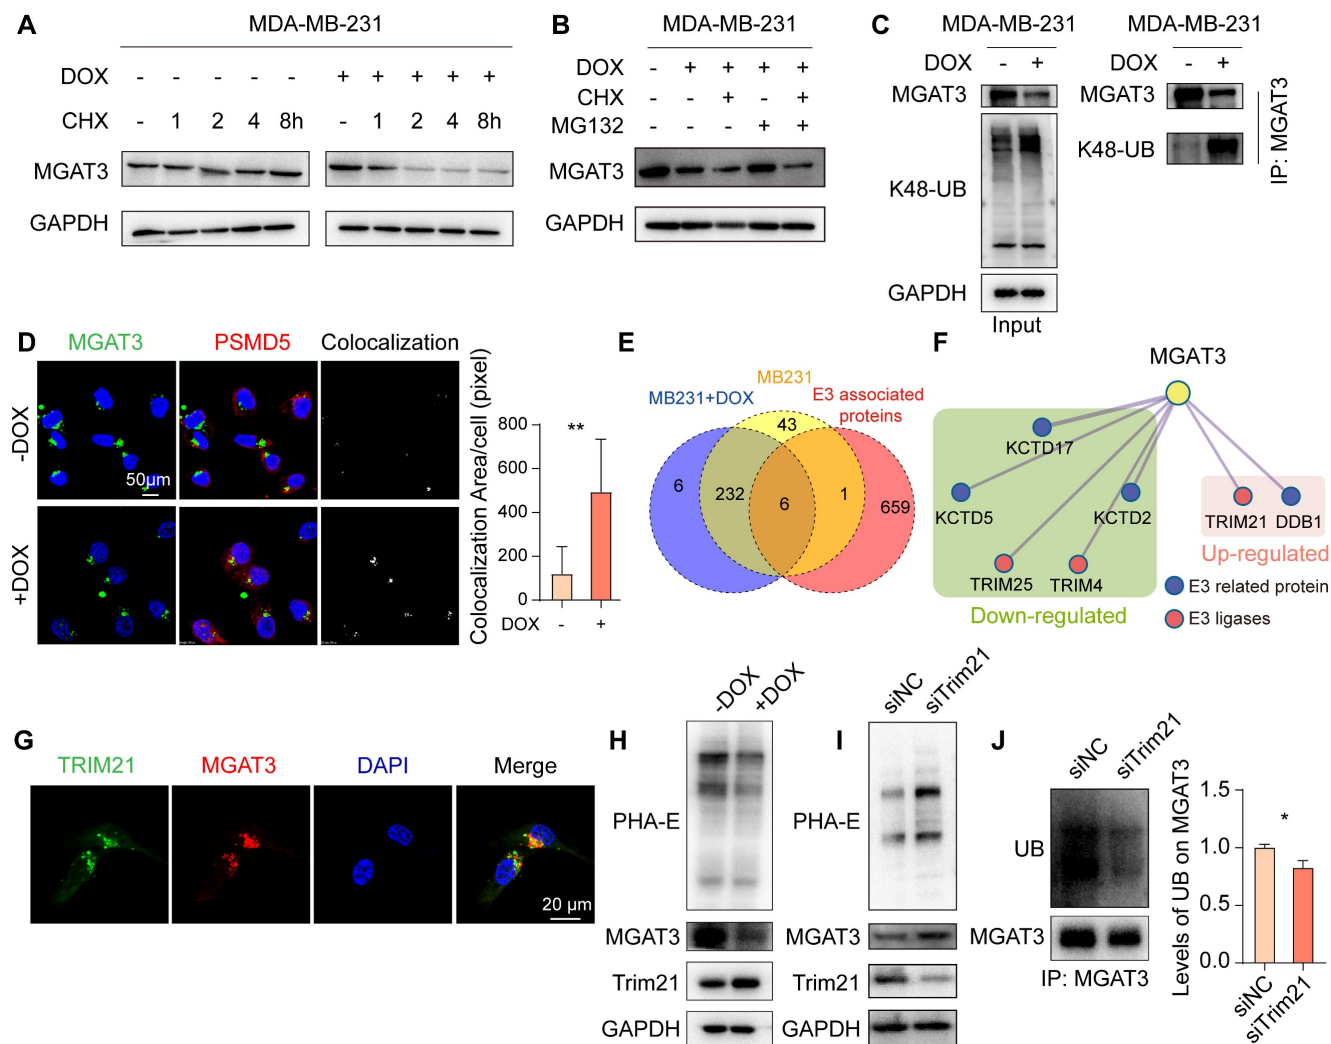 A
MDA-MB-231
DOX - - - - - + + + + +
CHX - 1 2 4 8h - 1 2 4 8h
MGAT3
GAPDH
B
MDA-MB-231
DOX - + + + +
CHX - - + - +
MG132 - - - + +
MGAT3
GAPDH
C
MDA-MB-231 MDA-MB-231
DOX - + DOX - +
MGAT3 MGAT3
K48-UB K48-UB
GAPDH
Input
IP: MGAT3
D
MGAT3 PSMD5 Colocalization
-DOX
50μm
+DOX
Colocalization Area/cell (pixel)
800
600
400
200
0
**
DOX - +
E
MB231
MB231+DOX
E3 associated
proteins
43
6 232 6 1 659
F
MGAT3
KCTD17
KCTD5 KCTD2
TRIM25 TRIM4
Down-regulated
TRIM21 DDB1
Up-regulated
E3 related protein
E3 ligases
G
TRIM21 MGAT3 DAPI Merge
20 μm
H
-DOX +DOX
PHA-E
MGAT3
Trim21
GAPDH
I
siNC siTrim21
PHA-E
MGAT3
Trim21
GAPDH
J
siNC siTrim21
UB
MGAT3
IP: MGAT3
Levels of UB on MGAT3
1.5
1.0
0.5
0.0
*
siNC siTrim21